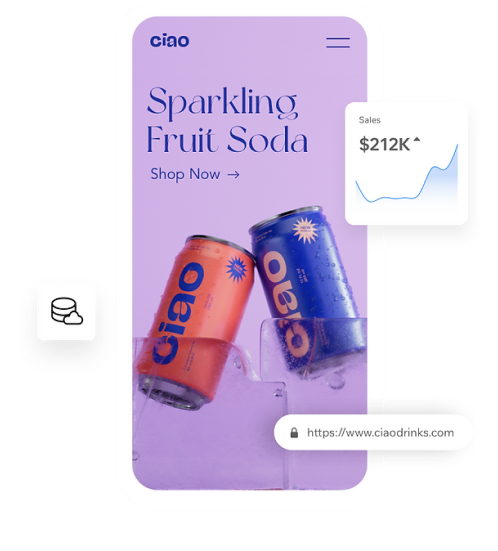 ciao
Sparkling
Fruit Soda
Shop Now →
Sales
$212K
ciao
ciao
https://www.ciaodrinks.com